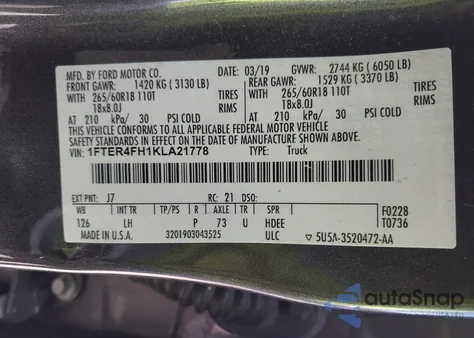 MFD. BY FORD MOTOR CO. 03/19 GVWR: 2744 KG ( 6050 LB)
FRONT GAWR: 1420 KG ( 3130 LB) REAR GAWR: 1529 KG ( 3370 LB)
WITH 265/60R18 110T TIRES WITH 265/60R18 110T TIRES
18x8.0J RIMS 18x8.0J RIMS
AT 210 kPa/ 30 PSI COLD AT 210 kPa/ 30 PSI COLD
THIS VEHICLE CONFORMS TO ALL APPLICABLE FEDERAL MOTOR VEHICLE
SAFETY AND THEFT PREVENTION STANDARDS IN EFFECT ON THE DATE OF
MANUFACTURE SHOWN ABOVE.
VIN: 1FTER4FH1KLA21778 TYPE: Truck
EXT PNT: J7 RC: 21 DSO:
WB INT TR TP/PS R AXLE TR SPR F0228
126 LH P 73 U HDEE T0736
MADE IN U.S.A. 3201903043525 ULC 5U5A-3520472-AA
autoSnap